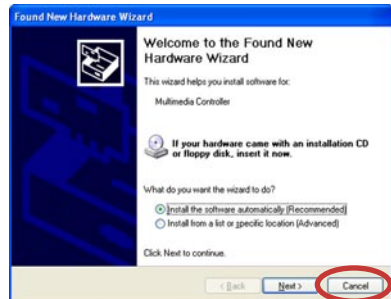 Found New Hardware Wizard
Welcome to the Found New
Hardware Wizard
This wizard helps you install software for:
Multimedia Controller
If your hardware came with an installation CD
or floppy disk, insert it now.
What do you want the wizard to do?
Install the software automatically (Recommended)
Install from a list or specific location (Advanced)
Click Next to continue.
< Back Next > Cancel